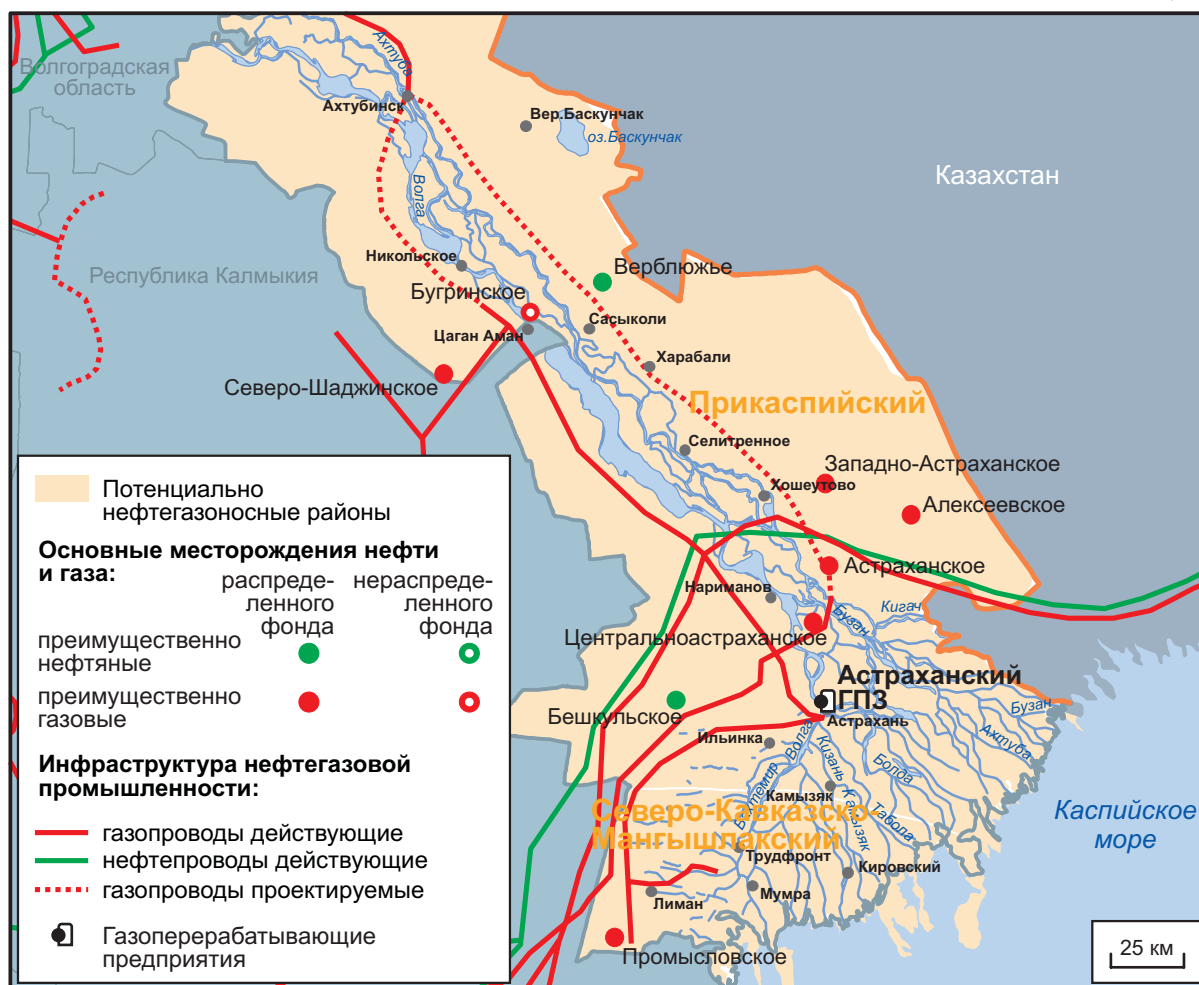 Волгоградская
область
Ахтуба
Ахтубинск
Вер.Баскунчак
оз.Баскунчак
Казахстан
Волга
Республика Калмыкия
Никольское
Верблюжье
Бугринское
Цаган Аман
Сасыколи
Харабали
Северо-Шаджинское
Прикаспийский
Селитренное
Западно-Астраханское
Хошеутово
Алексеевское
Астраханское
Нариманов
Бузан
Кигач
Центральноастраханское
Астраханский
ГПЗ
Астрахань
Бешкульское
Йльинка
Волга
Бузан
Ахтуба
Болда
Кизань
Камызяк
Бахтемир
Камызяк
Табола
Северо-Кавказско-
Мангышлакский
Каспийское
море
Трудфронт
Кировский
Лиман
Мумра
Промысловское
25 км
Потенциально
нефтегазоносные районы
Основные месторождения нефти
и газа:
распреде-
ленного
фонда
нераспреде-
ленного
фонда
преимущественно
нефтяные
преимущественно
газовые
Инфраструктура нефтегазовой
промышленности:
газопроводы действующие
нефтепроводы действующие
газопроводы проектируемые
Газоперерабатывающие
предприятия